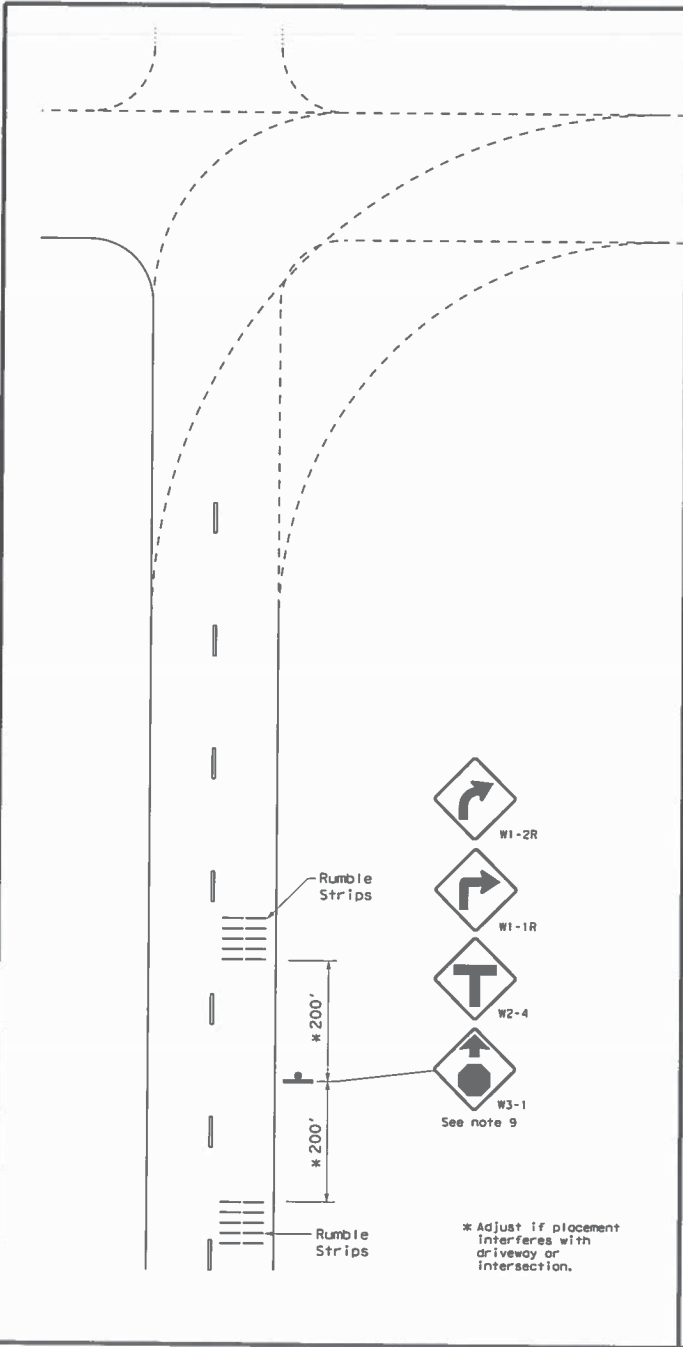 W1-2R
Rumble
Strips
W1-1R
W2-4
*200'
W3-1
See note 9
*200'
* Adjust if placement
interferes with
driveway or
intersection.
Rumble
Strips